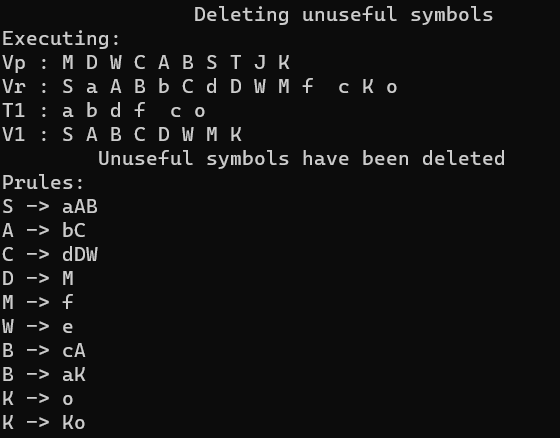 Deleting unuseful symbols
Executing:
Vp : M D W C A B S T J K
Vr : S a A B b C d D W M f  c K o
T1 : a b d f  c o
V1 : S A B C D W M K
Unuseful symbols have been deleted
Prules:
S -> aAB
A -> bC
C -> dDW
D -> M
M -> f
W -> e
B -> cA
B -> aK
K -> o
K -> Ko